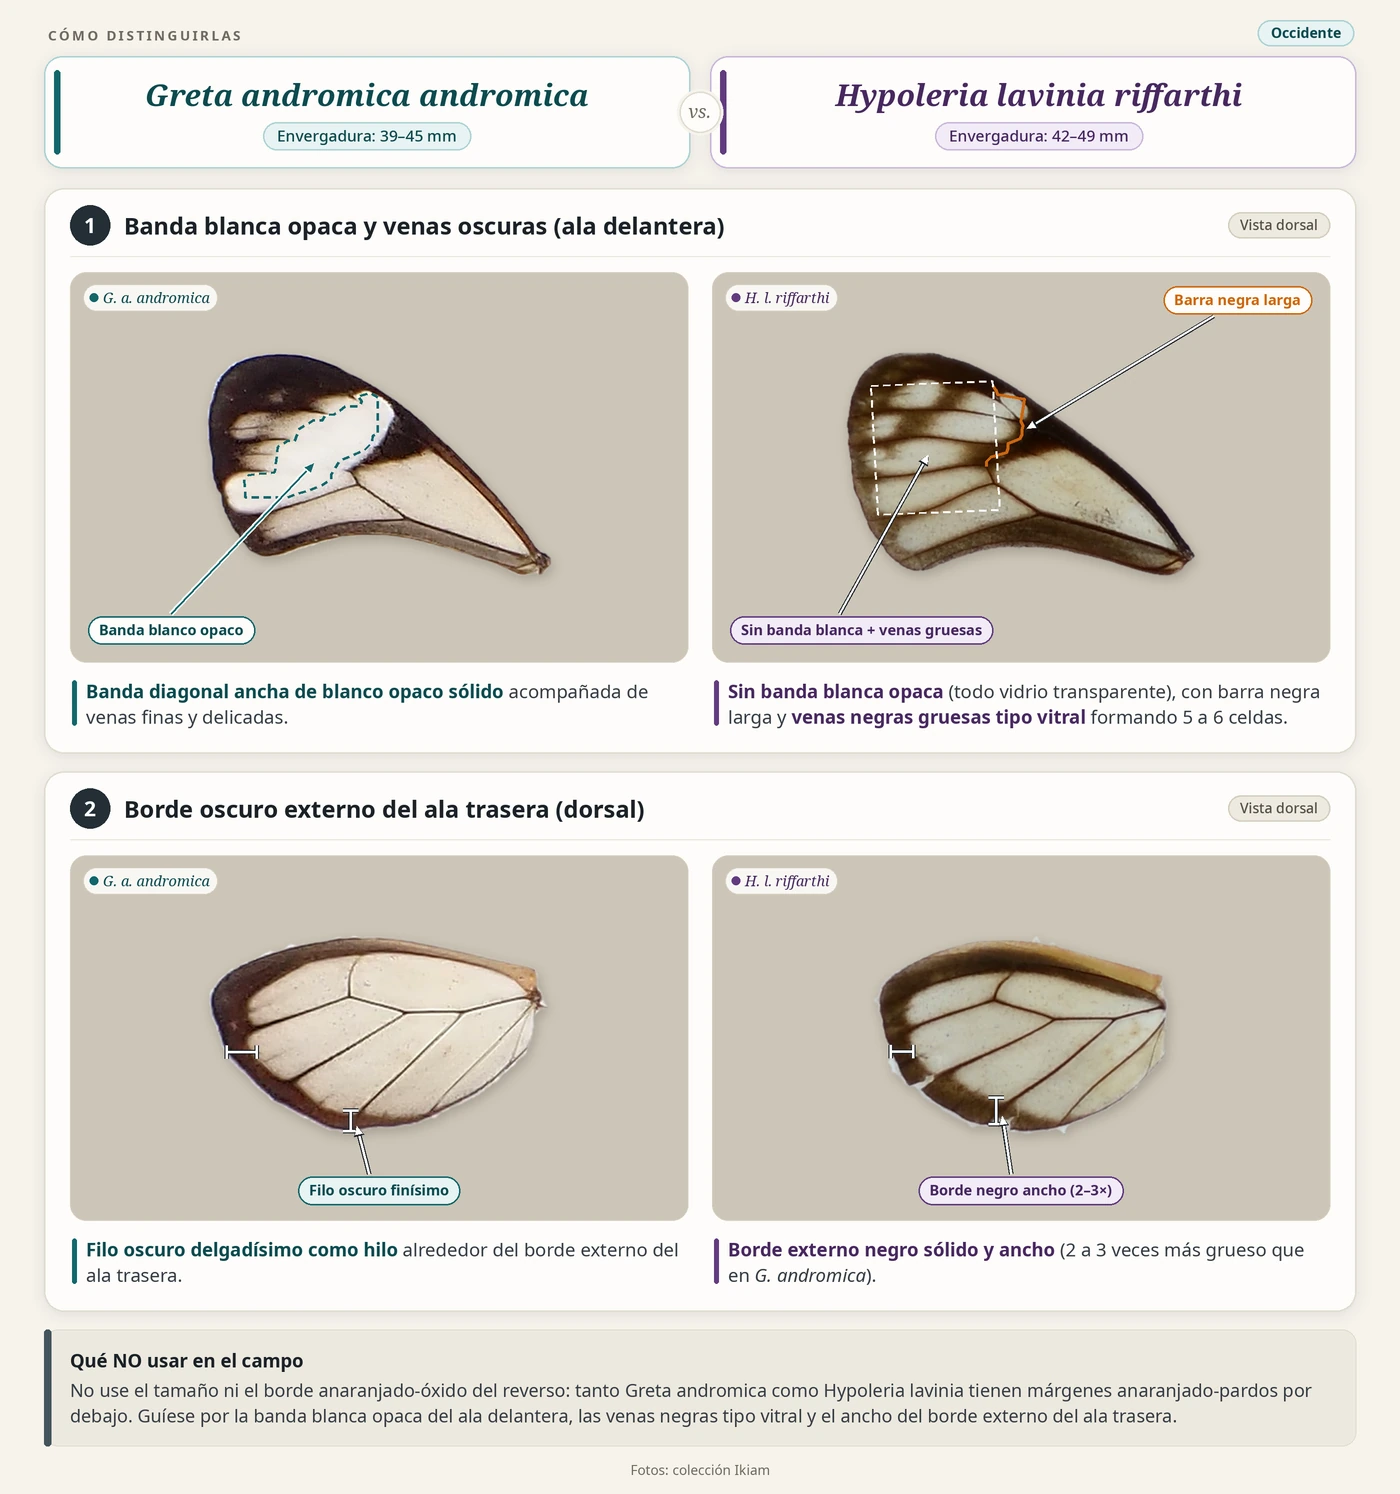 CÓMO DISTINGUIRLAS
Occidente
Greta andromica andromica
Envergadura: 39–45 mm
vs.
Hypoleria lavinia riffarthi
Envergadura: 42–49 mm
1
Banda blanca opaca y venas oscuras (ala delantera)
Vista dorsal
G. a. andromica
Banda blanco opaco
H. l. riffarthi
Barra negra larga
Sin banda blanca + venas gruesas
Banda diagonal ancha de blanco opaco sólido acompañada de
venas finas y delicadas.
Sin banda blanca opaca (todo vidrio transparente), con barra negra
larga y venas negras gruesas tipo vitral formando 5 a 6 celdas.
2
Borde oscuro externo del ala trasera (dorsal)
Vista dorsal
G. a. andromica
Filo oscuro finísimo
H. l. riffarthi
Borde negro ancho (2–3×)
Filo oscuro delgadísimo como hilo alrededor del borde externo del
ala trasera.
Borde externo negro sólido y ancho (2 a 3 veces más grueso que
en G. andromica).
Qué NO usar en el campo
No use el tamaño ni el borde anaranjado-óxido del reverso: tanto Greta andromica como Hypoleria lavinia tienen márgenes anaranjado-pardos por
debajo. Guíese por la banda blanca opaca del ala delantera, las venas negras tipo vitral y el ancho del borde externo del ala trasera.
Fotos: colección Ikiam